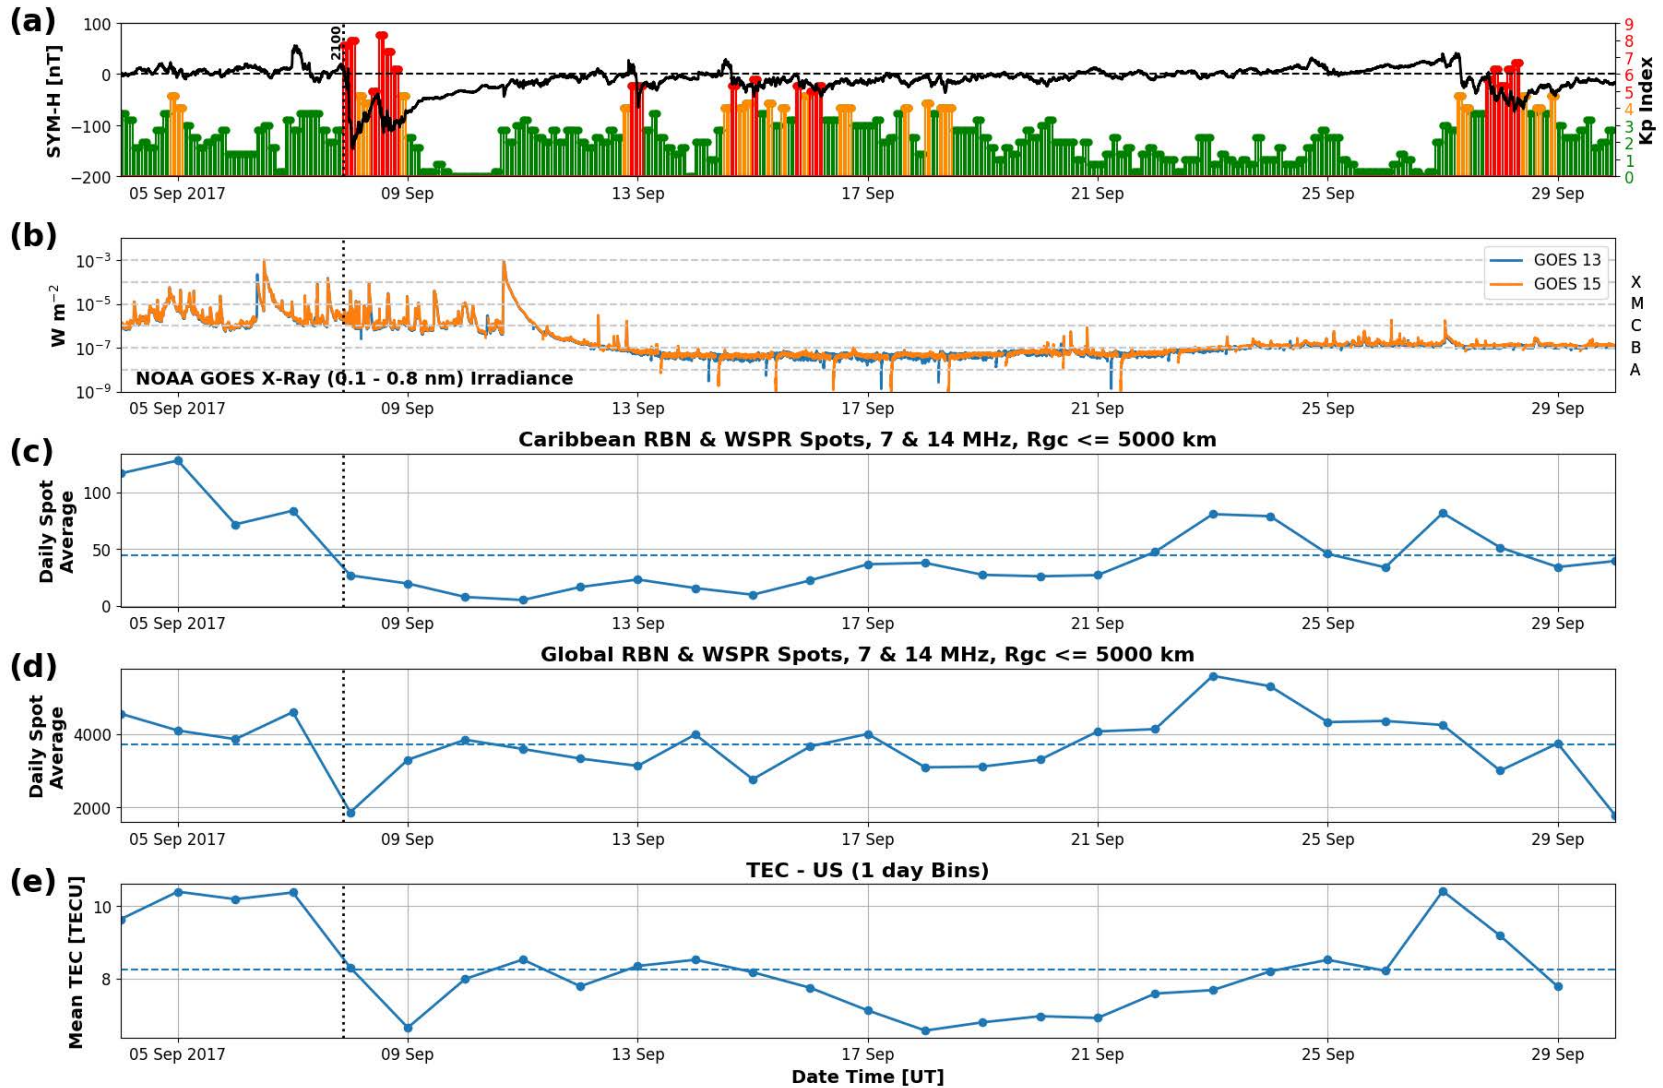 (a)
SYM-H [nT]
100
0
−100
−200
2100
9
8
7
6
5
4
3
2
1
0
Kp Index
05 Sep 2017 09 Sep 13 Sep 17 Sep 21 Sep 25 Sep 29 Sep
(b)
W m⁻²
10⁻³
10⁻⁵
10⁻⁷
10⁻⁹
GOES 13
GOES 15
X
M
C
B
A
NOAA GOES X-Ray (0.1 - 0.8 nm) Irradiance
05 Sep 2017 09 Sep 13 Sep 17 Sep 21 Sep 25 Sep 29 Sep
Caribbean RBN & WSPR Spots, 7 & 14 MHz, Rgc <= 5000 km
(c)
Daily Spot
Average
100
50
0
05 Sep 2017 09 Sep 13 Sep 17 Sep 21 Sep 25 Sep 29 Sep
Global RBN & WSPR Spots, 7 & 14 MHz, Rgc <= 5000 km
(d)
Daily Spot
Average
4000
2000
05 Sep 2017 09 Sep 13 Sep 17 Sep 21 Sep 25 Sep 29 Sep
TEC - US (1 day Bins)
(e)
Mean TEC [TECU]
10
8
05 Sep 2017 09 Sep 13 Sep 17 Sep 21 Sep 25 Sep 29 Sep
Date Time [UT]